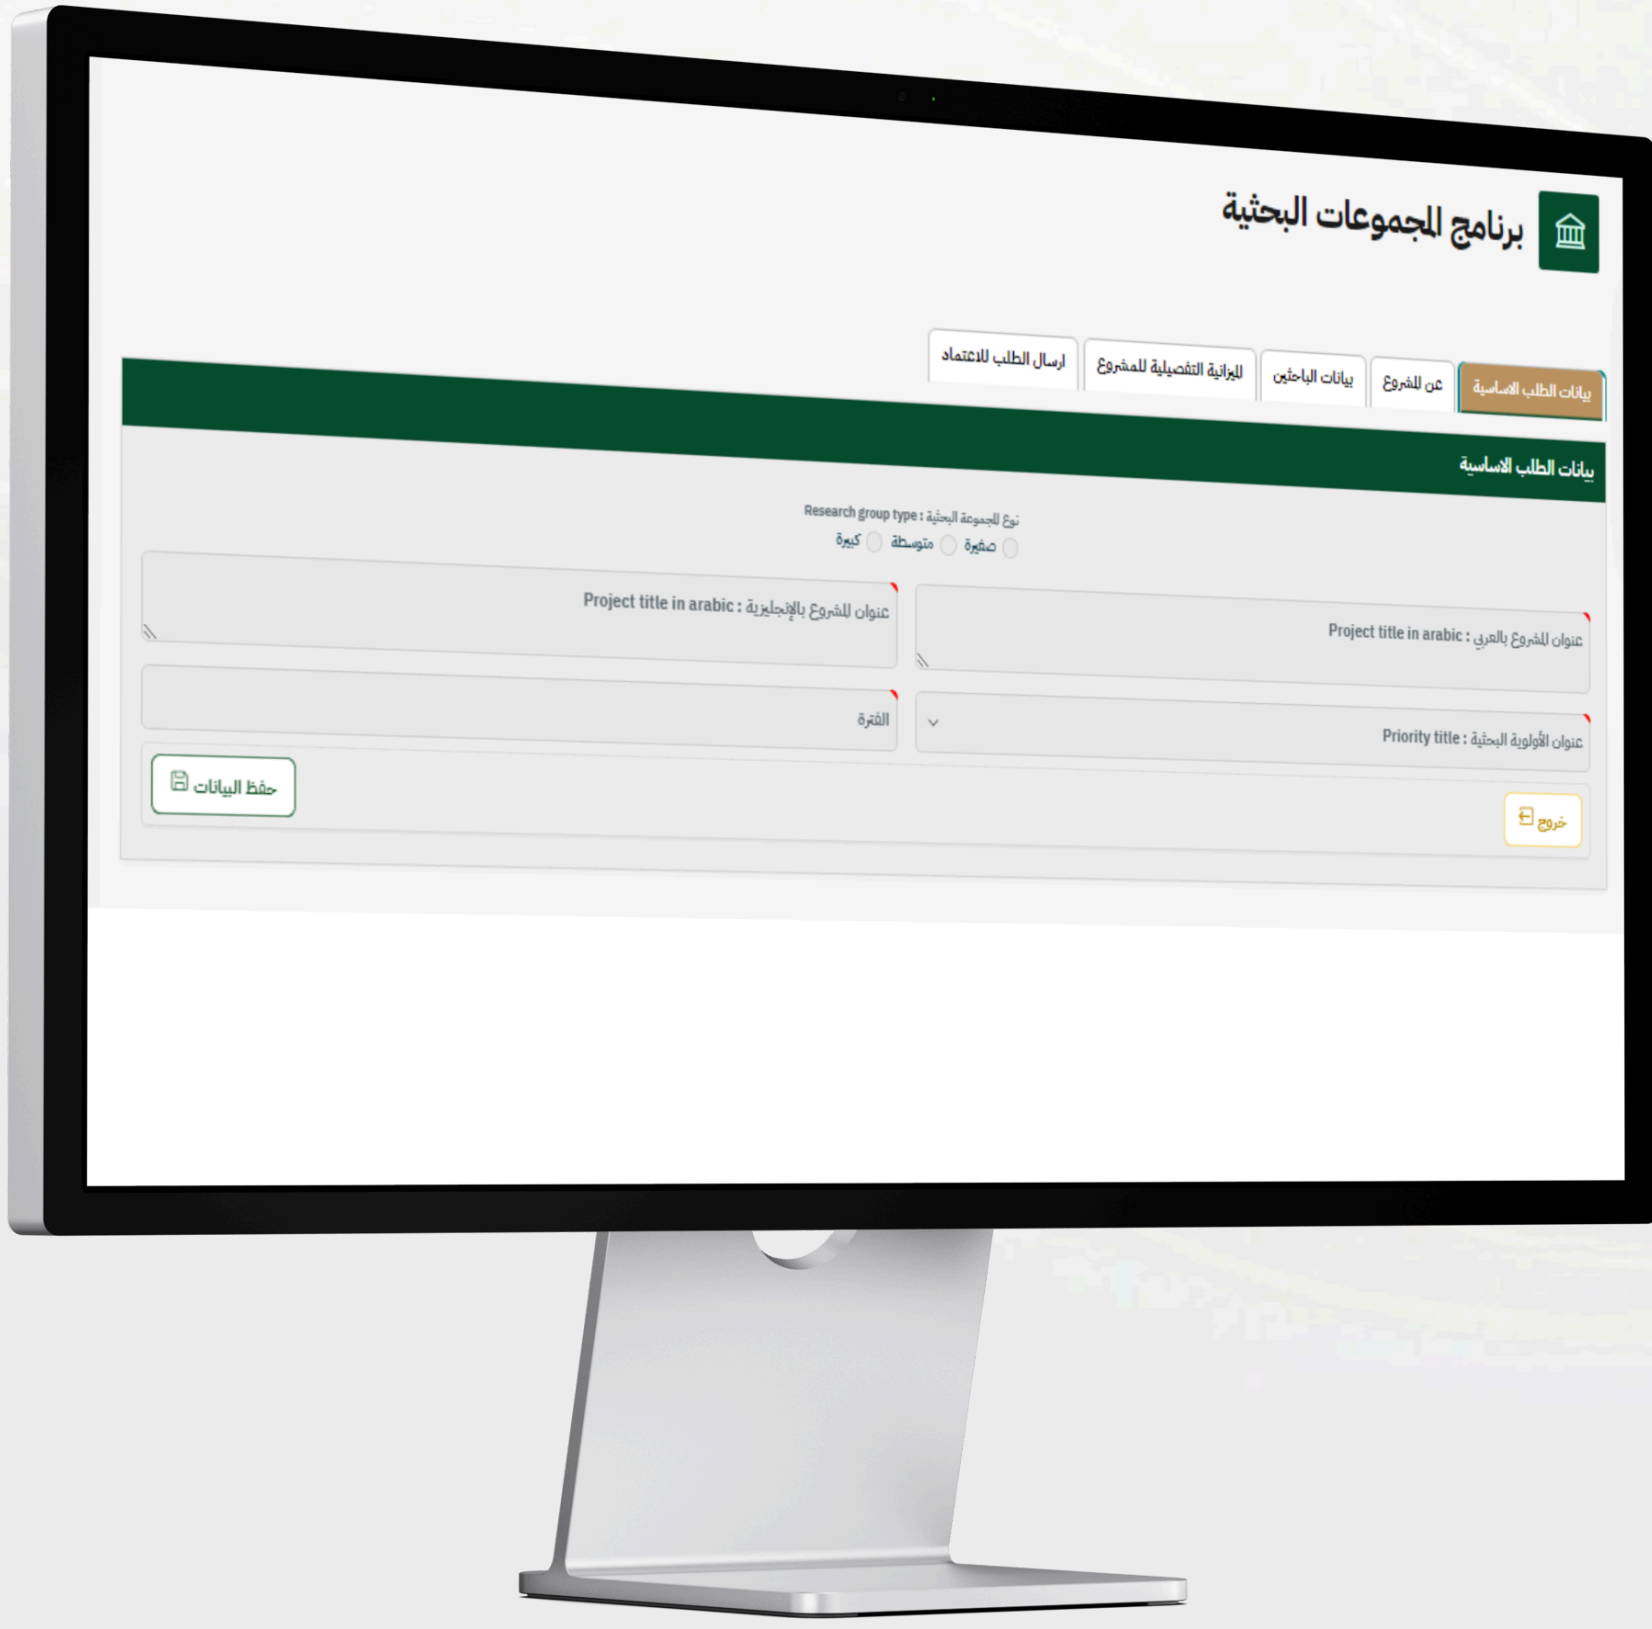 برنامج المجموعات البحثية
بيانات الطلب الاساسية
عن المشروع
بيانات الباحثين
الميزانية التفصيلية للمشروع
ارسال الطلب للاعتماد
بيانات الطلب الاساسية
نوع المجموعة البحثية : Research group type
صغيرة متوسطة كبيرة
عنوان المشروع بالعربي : Project title in arabic
عنوان المشروع بالإنجليزية : Project title in arabic
عنوان الأولوية البحثية : Priority title
الفترة
خروج
حفظ البيانات